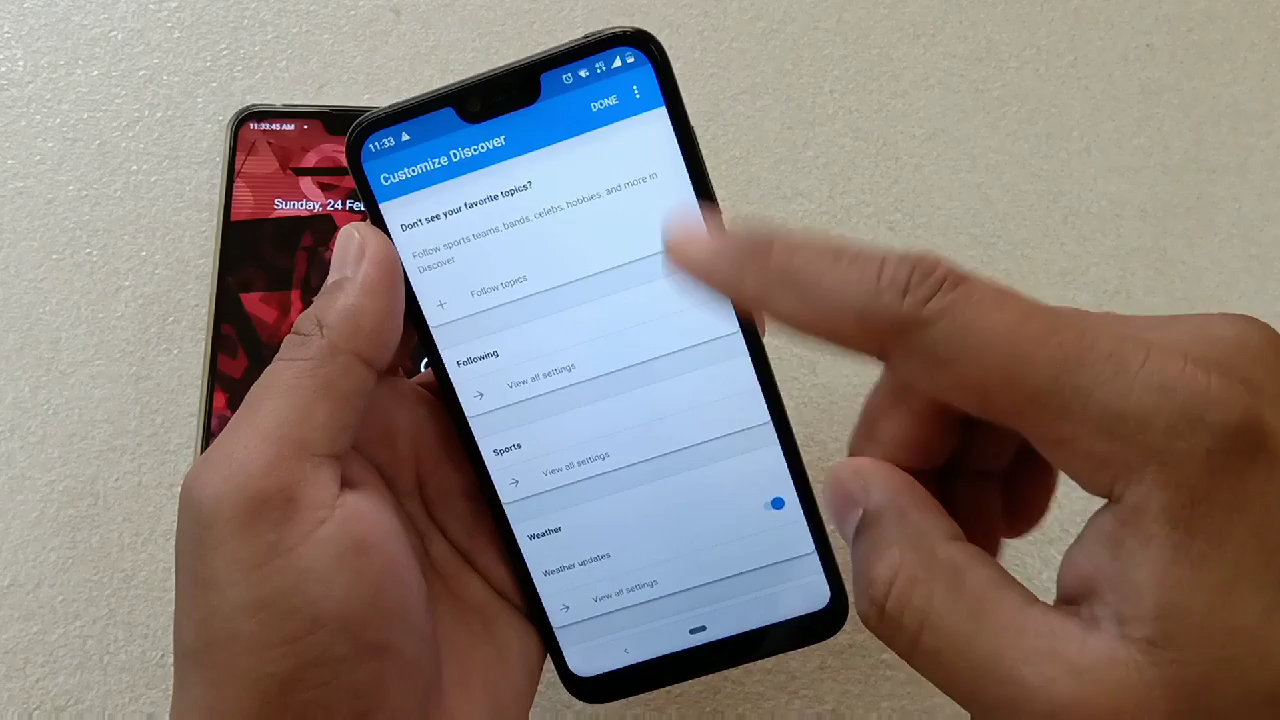 11:33:45 AM
Sunday, 24 Feb
11:33
4G
DONE
Customize Discover
Don't see your favorite topics?
Follow sports teams, bands, celebs, hobbies, and more in
Discover
Follow topics
Following
View all settings
Sports
View all settings
Weather
Weather updates
View all settings